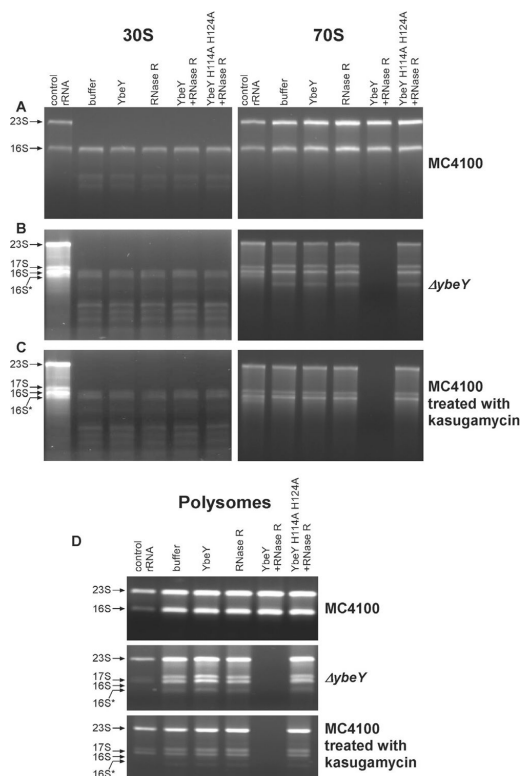 30S
70S
control rRNA
buffer
YbeY
RNase R
YbeY +RNase R
YbeY H114A H124A +RNase R
control rRNA
buffer
YbeY
RNase R
YbeY +RNase R
YbeY H114A H124A +RNase R
A
23S
16S
MC4100
B
23S
17S
16S
16S*
ΔybeY
C
23S
17S
16S
16S*
MC4100
treated with
kasugamycin
Polysomes
D
control rRNA
buffer
YbeY
RNase R
YbeY +RNase R
YbeY H114A H124A +RNase R
23S
16S
MC4100
23S
17S
16S
16S*
ΔybeY
23S
17S
16S
16S*
MC4100
treated with
kasugamycin